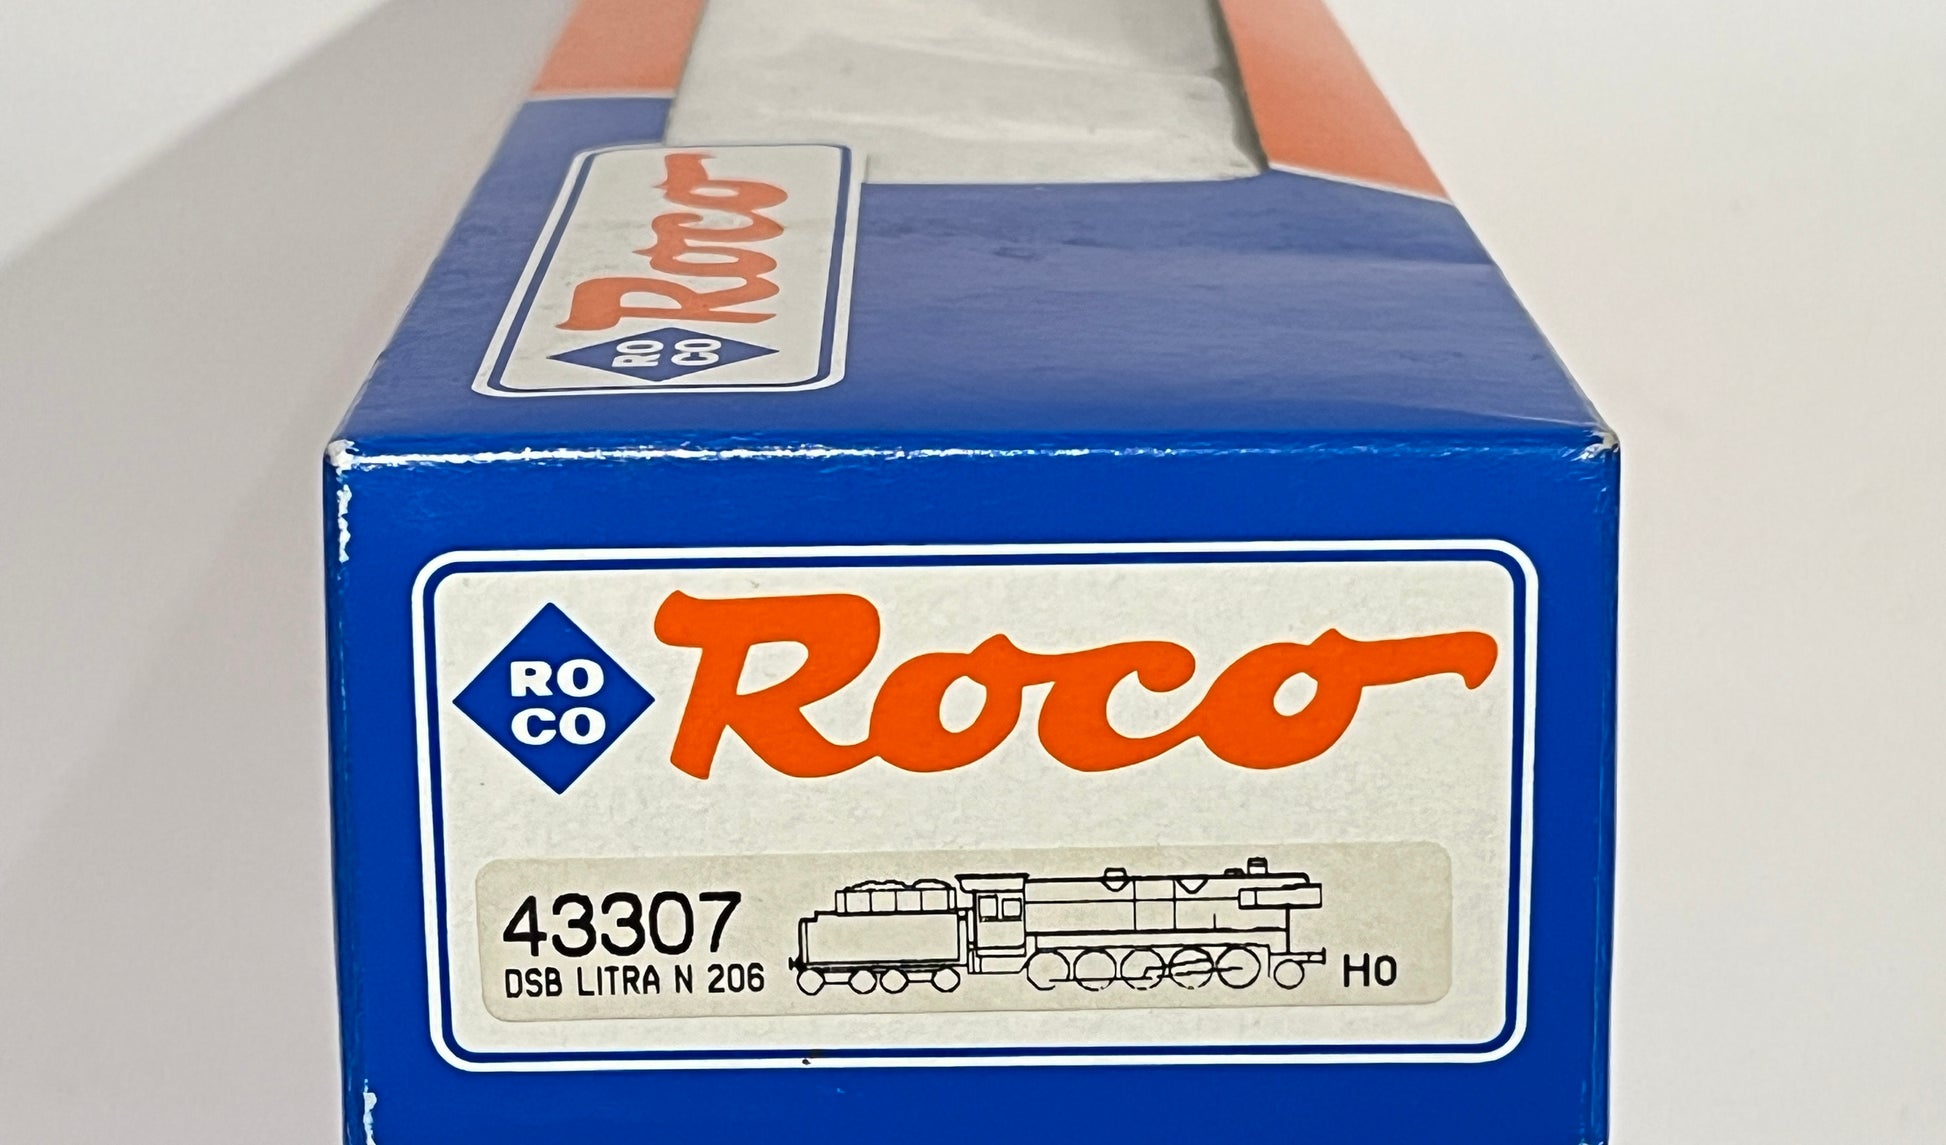 Roco
RO
CO
RO
CO
Roco
43307
DSB LITRA N 206
HO